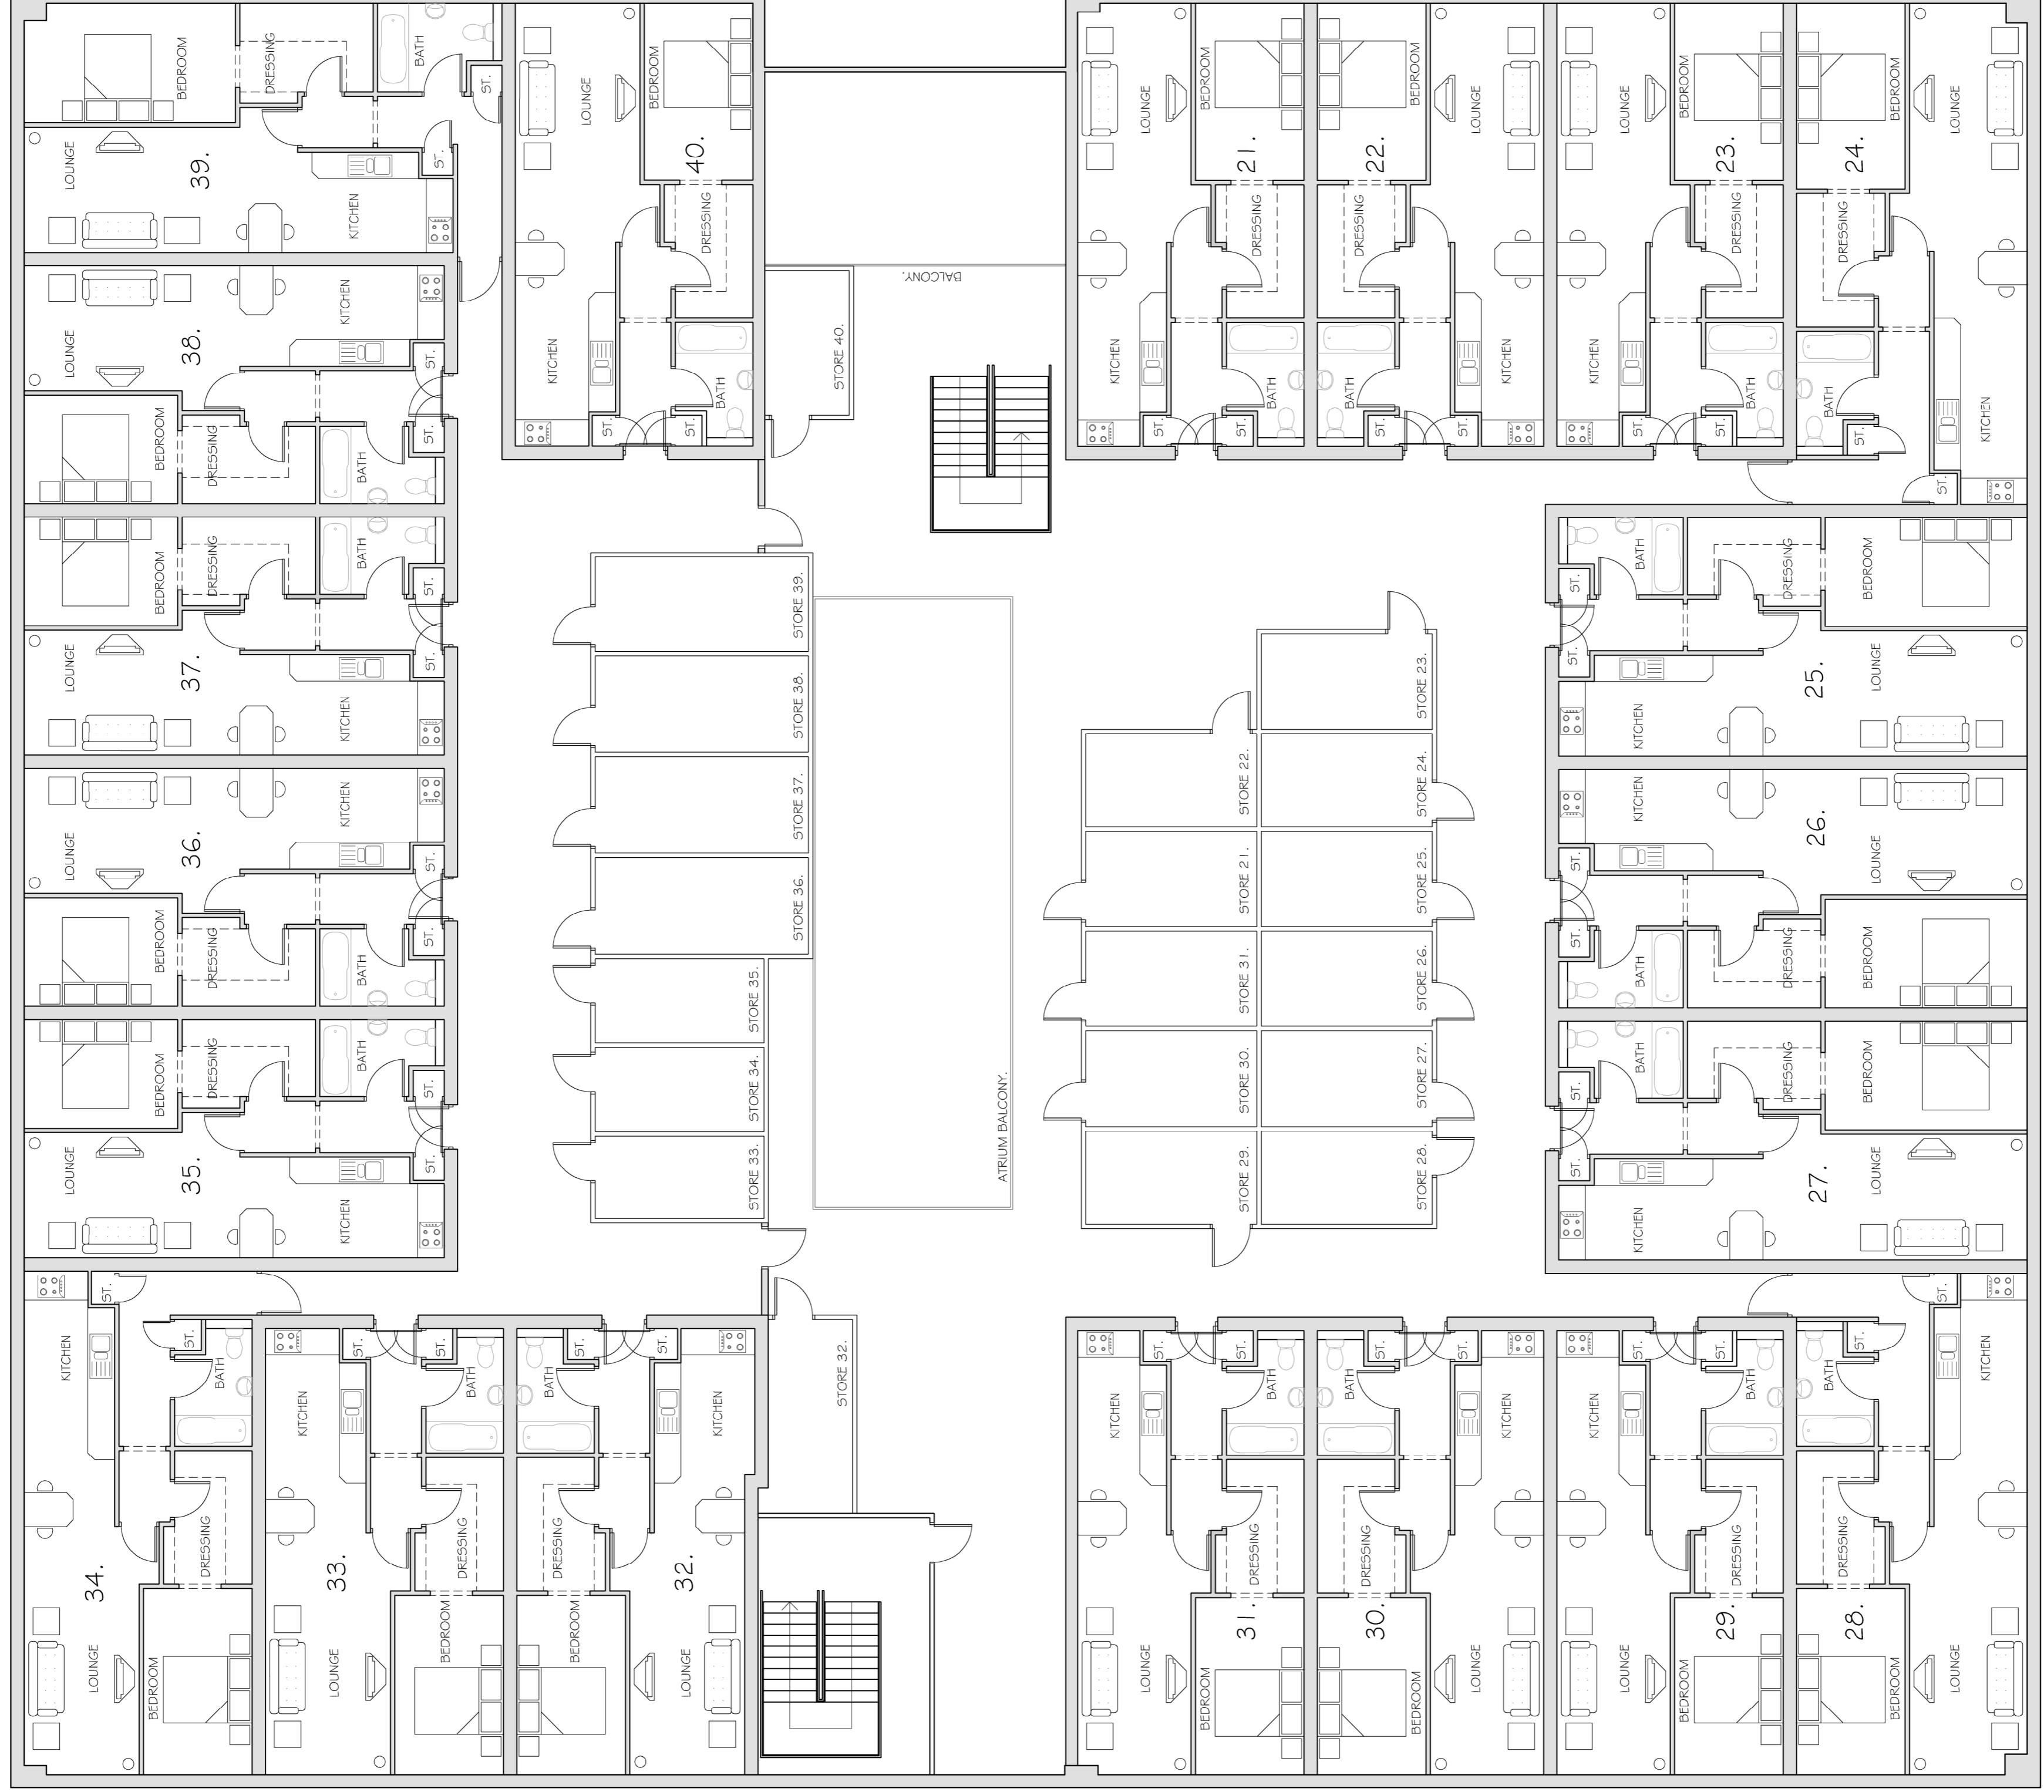 39.
BEDROOM
DRESSING
BATH
ST.
ST.
LOUNGE
KITCHEN
40.
LOUNGE
BEDROOM
DRESSING
KITCHEN
BATH
ST.
ST.
STORE 40.
BALCONY.
21.
LOUNGE
BEDROOM
DRESSING
KITCHEN
BATH
ST.
ST.
22.
BEDROOM
LOUNGE
DRESSING
KITCHEN
BATH
ST.
ST.
23.
LOUNGE
BEDROOM
DRESSING
KITCHEN
BATH
ST.
ST.
24.
BEDROOM
LOUNGE
DRESSING
KITCHEN
BATH
ST.
ST.
38.
LOUNGE
KITCHEN
BEDROOM
DRESSING
BATH
ST.
ST.
37.
BEDROOM
DRESSING
BATH
LOUNGE
KITCHEN
ST.
ST.
36.
LOUNGE
KITCHEN
BEDROOM
DRESSING
BATH
ST.
ST.
35.
BEDROOM
DRESSING
BATH
LOUNGE
KITCHEN
ST.
ST.
STORE 39.
STORE 38.
STORE 37.
STORE 36.
STORE 35.
STORE 34.
STORE 33.
ATRIUM BALCONY.
STORE 23.
STORE 22.
STORE 24.
STORE 21.
STORE 25.
STORE 31.
STORE 26.
STORE 30.
STORE 27.
STORE 29.
STORE 28.
25.
BATH
DRESSING
BEDROOM
ST.
ST.
KITCHEN
LOUNGE
26.
KITCHEN
LOUNGE
ST.
ST.
BATH
DRESSING
BEDROOM
27.
BATH
DRESSING
BEDROOM
ST.
ST.
KITCHEN
LOUNGE
34.
KITCHEN
ST.
ST.
BATH
DRESSING
LOUNGE
BEDROOM
33.
KITCHEN
ST.
ST.
BATH
DRESSING
LOUNGE
BEDROOM
32.
BATH
ST.
ST.
KITCHEN
DRESSING
BEDROOM
LOUNGE
STORE 32.
31.
KITCHEN
ST.
ST.
BATH
DRESSING
LOUNGE
BEDROOM
30.
BATH
ST.
ST.
KITCHEN
DRESSING
BEDROOM
LOUNGE
29.
KITCHEN
ST.
ST.
BATH
DRESSING
LOUNGE
BEDROOM
28.
BATH
ST.
ST.
KITCHEN
DRESSING
BEDROOM
LOUNGE